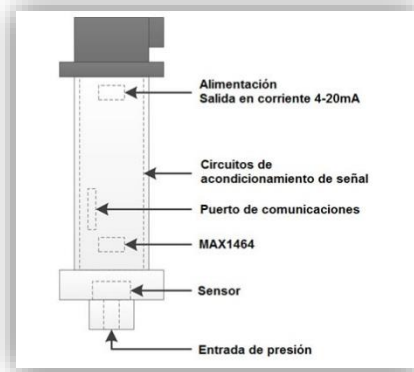 Alimentación
Salida en corriente 4-20mA
Circuitos de
acondicionamiento de señal
Puerto de comunicaciones
MAX1464
Sensor
Entrada de presión